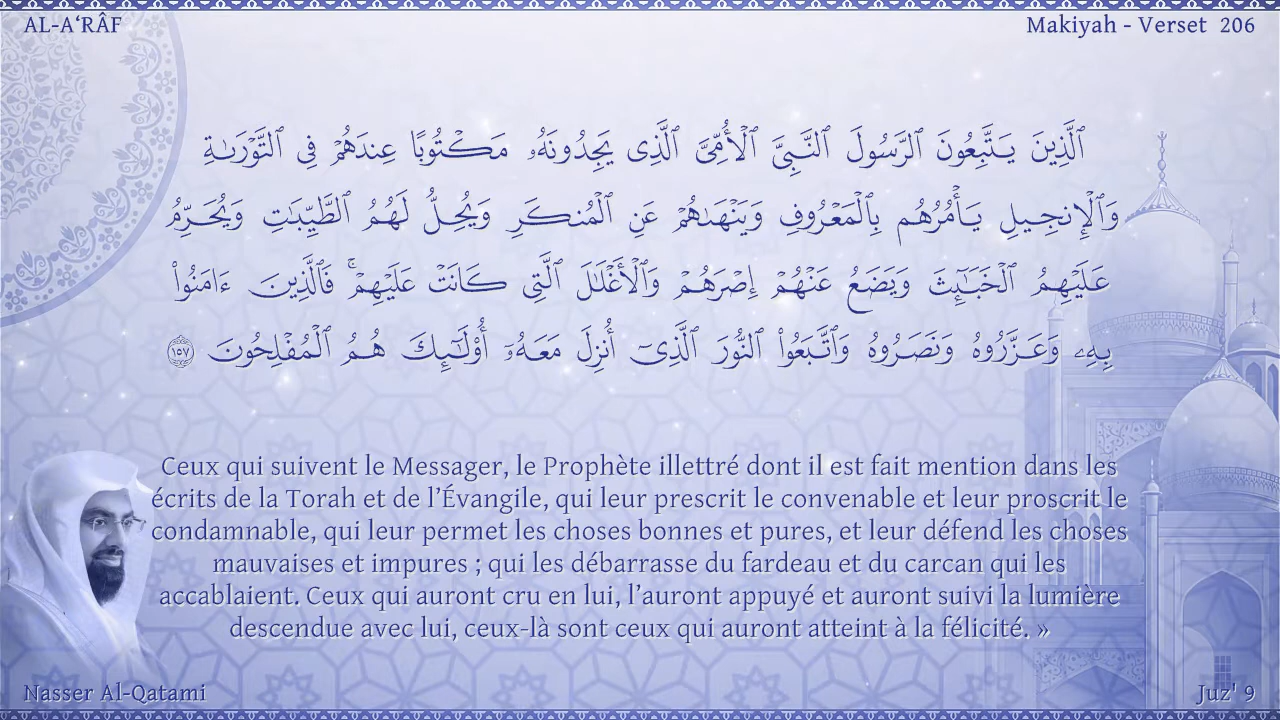 AL-A‘RÂF
Makiyah - Verset 206
ٱلَّذِينَ يَتَّبِعُونَ ٱلرَّسُولَ ٱلنَّبِىَّ ٱلْأُمِّىَّ ٱلَّذِى يَجِدُونَهُۥ مَكْتُوبًا عِندَهُمْ فِى ٱلتَّوْرَىٰةِ
وَٱلْإِنجِيلِ يَأْمُرُهُم بِٱلْمَعْرُوفِ وَيَنْهَىٰهُمْ عَنِ ٱلْمُنكَرِ وَيُحِلُّ لَهُمُ ٱلطَّيِّبَـٰتِ وَيُحَرِّمُ
عَلَيْهِمُ ٱلْخَبَـٰٓئِثَ وَيَضَعُ عَنْهُمْ إِصْرَهُمْ وَٱلْأَغْلَـٰلَ ٱلَّتِى كَانَتْ عَلَيْهِمْ ۚ فَٱلَّذِينَ ءَامَنُوا۟
بِهِۦ وَعَزَّرُوهُ وَنَصَرُوهُ وَٱتَّبَعُوا۟ ٱلنُّورَ ٱلَّذِىٓ أُنزِلَ مَعَهُۥٓ أُو۟لَـٰٓئِكَ هُمُ ٱلْمُفْلِحُونَ ١٥٧
Ceux qui suivent le Messager, le Prophète illettré dont il est fait mention dans les
écrits de la Torah et de l’Évangile, qui leur prescrit le convenable et leur proscrit le
condamnable, qui leur permet les choses bonnes et pures, et leur défend les choses
mauvaises et impures ; qui les débarrasse du fardeau et du carcan qui les
accablaient. Ceux qui auront cru en lui, l’auront appuyé et auront suivi la lumière
descendue avec lui, ceux-là sont ceux qui auront atteint à la félicité. »
Nasser Al-Qatami
Juz' 9